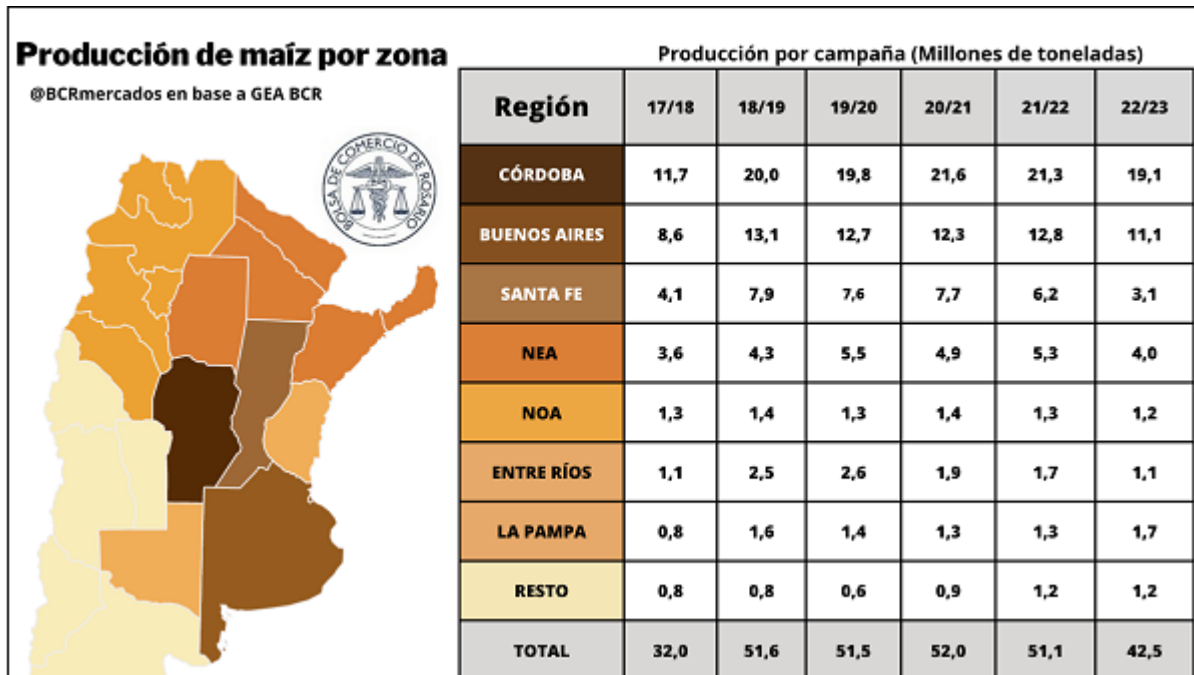 Producción de maíz por zona
@BCRmercados en base a GEA BCR
BOLSA DE COMERCIO DE ROSARIO
Producción por campaña (Millones de toneladas)
Región 17/18 18/19 19/20 20/21 21/22 22/23
CÓRDOBA 11,7 20,0 19,8 21,6 21,3 19,1
BUENOS AIRES 8,6 13,1 12,7 12,3 12,8 11,1
SANTA FE 4,1 7,9 7,6 7,7 6,2 3,1
NEA 3,6 4,3 5,5 4,9 5,3 4,0
NOA 1,3 1,4 1,3 1,4 1,3 1,2
ENTRE RÍOS 1,1 2,5 2,6 1,9 1,7 1,1
LA PAMPA 0,8 1,6 1,4 1,3 1,3 1,7
RESTO 0,8 0,8 0,6 0,9 1,2 1,2
TOTAL 32,0 51,6 51,5 52,0 51,1 42,5